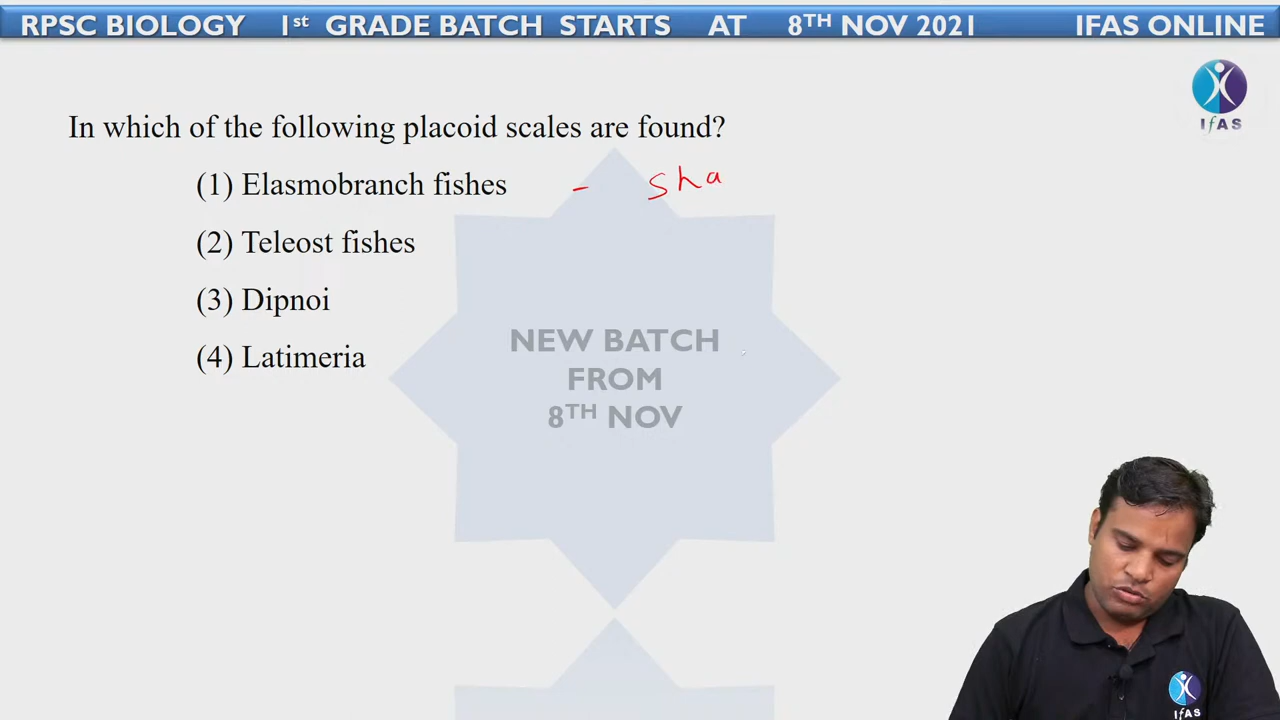 RPSC BIOLOGY 1st GRADE BATCH STARTS AT 8TH NOV 2021 IFAS ONLINE
IfAS
In which of the following placoid scales are found?
(1) Elasmobranch fishes - sha
(2) Teleost fishes
(3) Dipnoi
(4) Latimeria
NEW BATCH
FROM
8TH NOV
IfAS